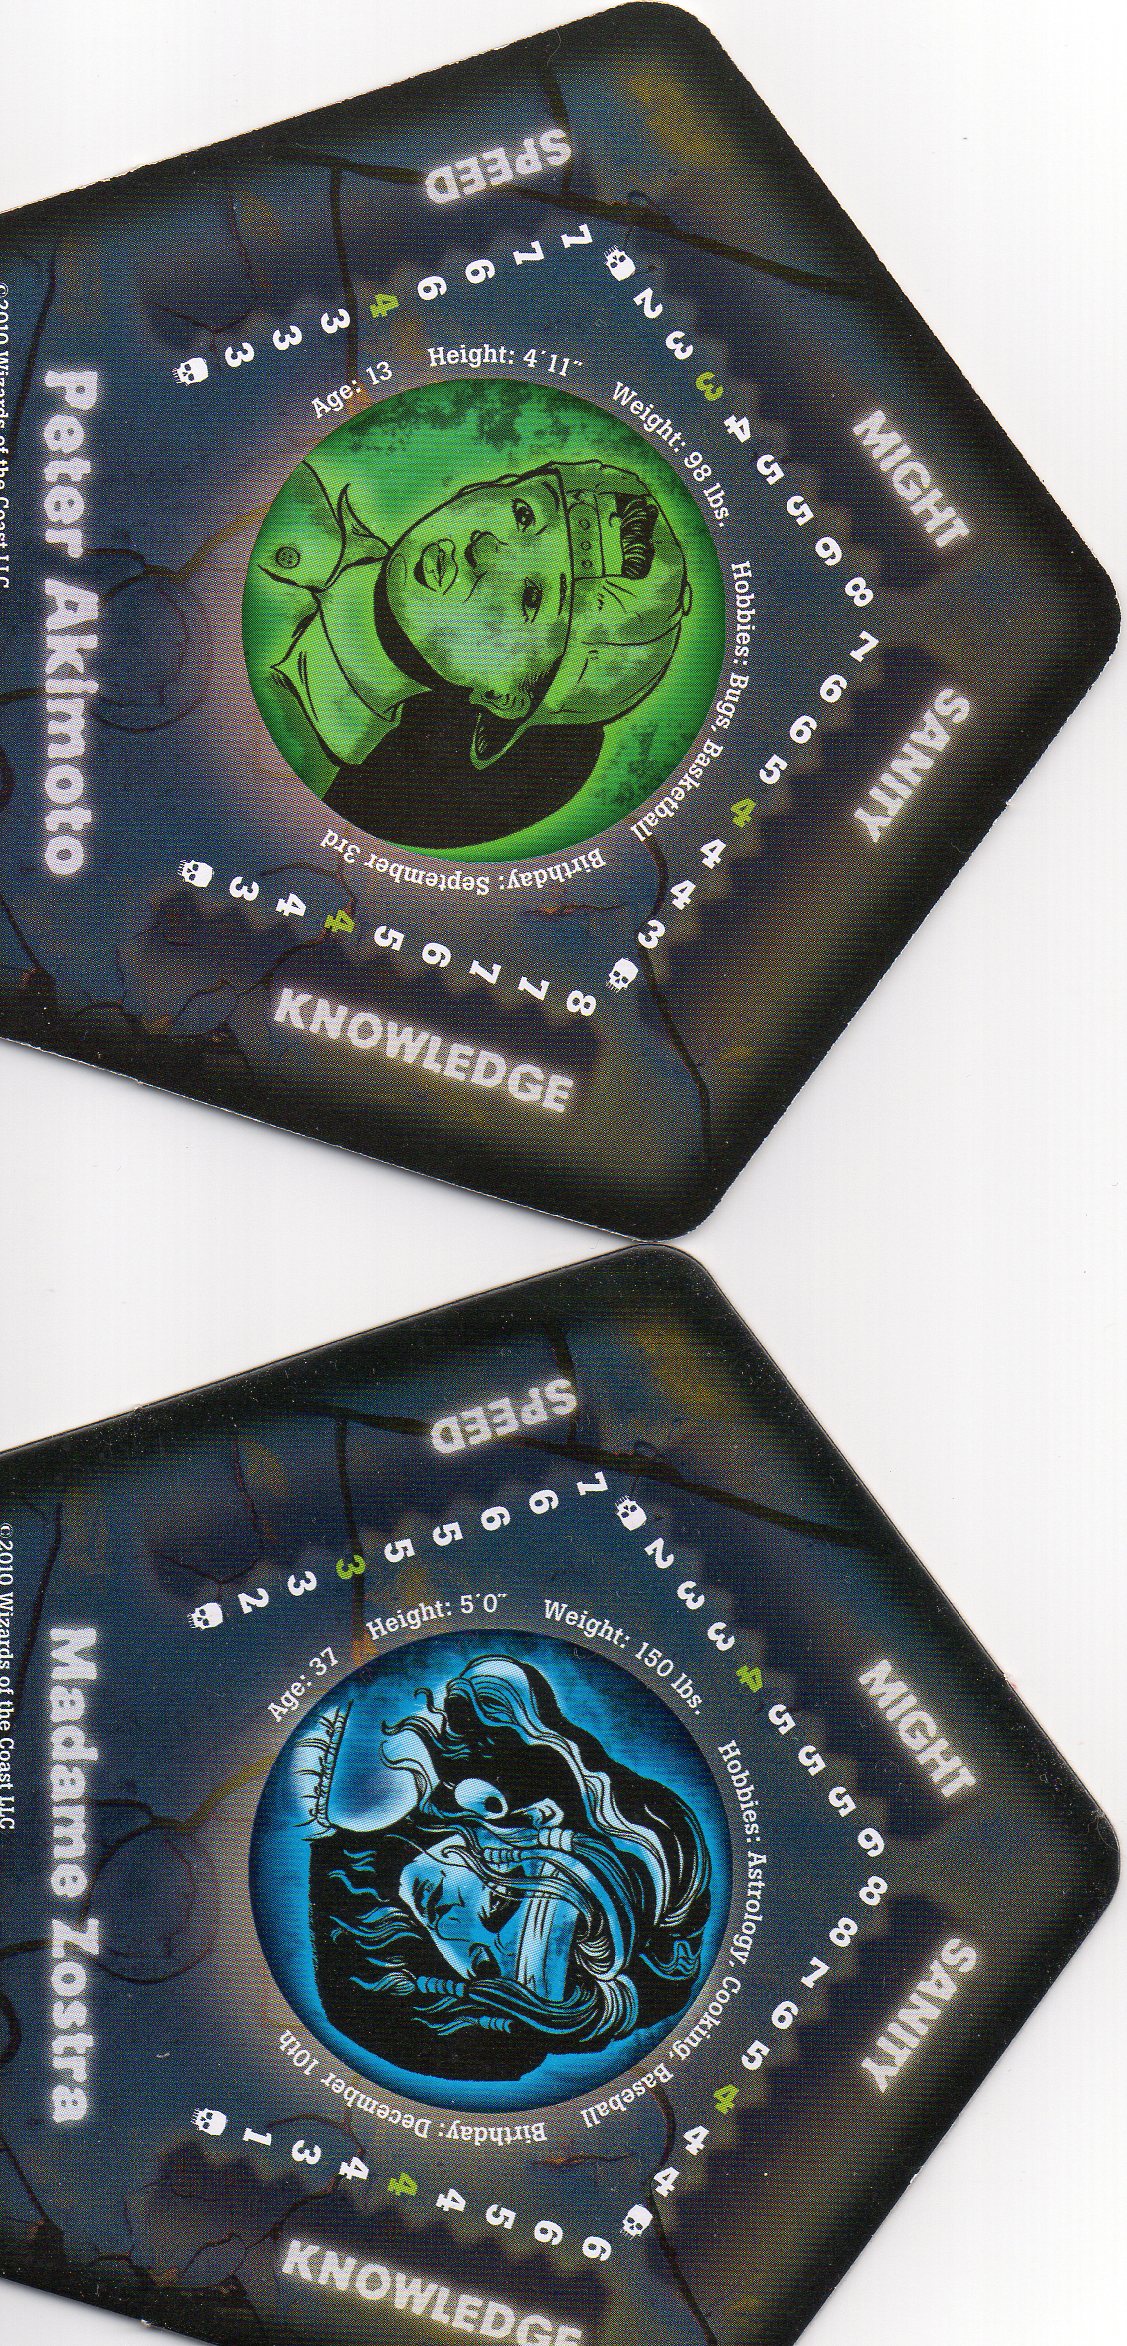 SPEED
3 3 3 4 6 6 7 7
MIGHT
2 3 3 4 5 5 6 8
SANITY
7 6 6 5 4 4 4 3
KNOWLEDGE
8 7 7 6 5 4 4 3
Age: 13 Height: 4'11" Weight: 98 lbs. Hobbies: Bugs, Basketball Birthday: September 3rd
Peter Akimoto
©2010 Wizards of the Coast LLC
SPEED
2 3 3 5 5 6 6 7
MIGHT
2 3 3 4 5 5 5 6
SANITY
8 8 7 6 5 4 4 4
KNOWLEDGE
6 6 5 4 4 4 3 1
Age: 37 Height: 5'0" Weight: 150 lbs. Hobbies: Astrology, Cooking, Baseball Birthday: December 10th
Madame Zostra
©2010 Wizards of the Coast LLC